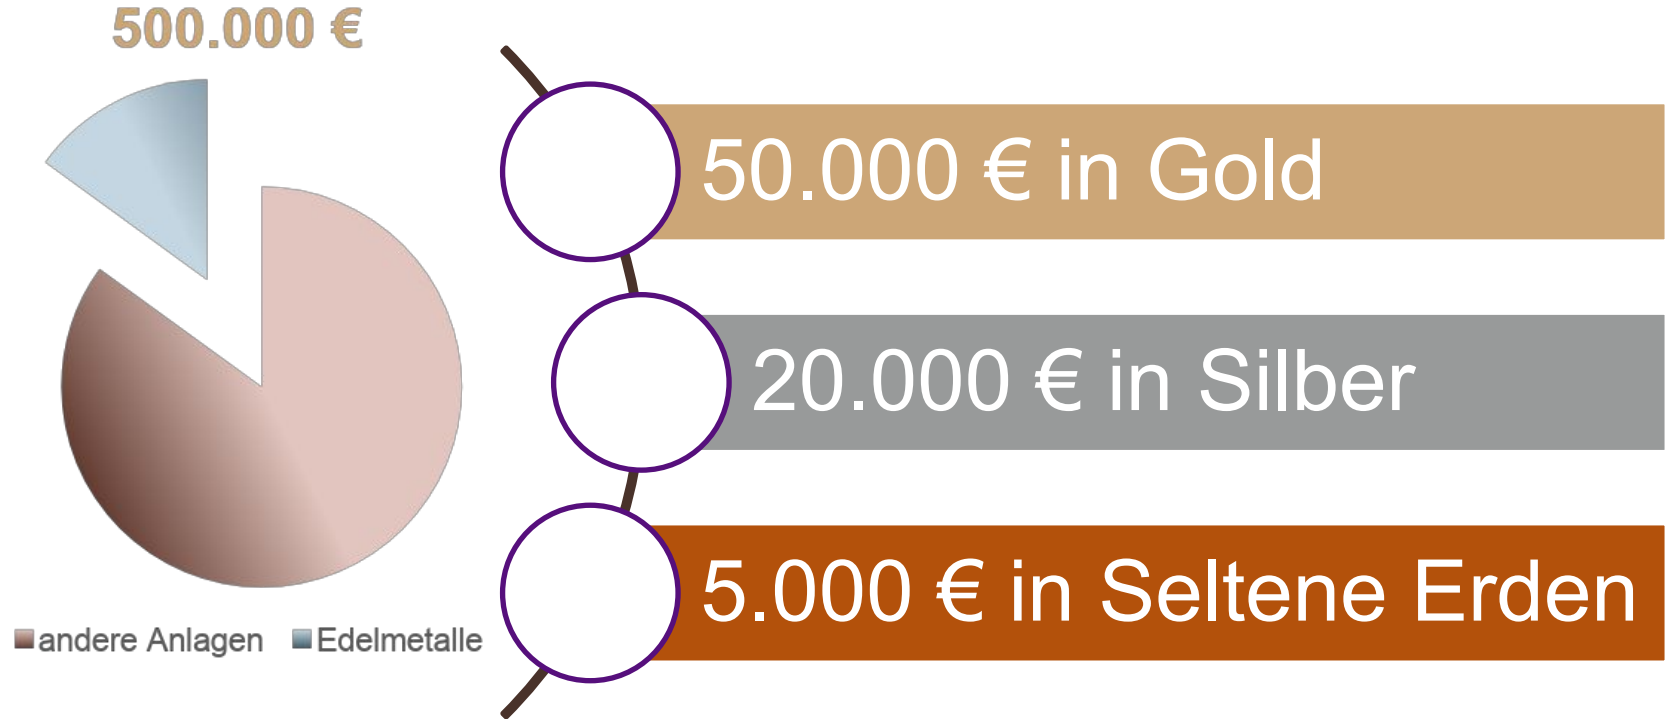 500.000 €
andere Anlagen
Edelmetalle
50.000 € in Gold
20.000 € in Silber
5.000 € in Seltene Erden